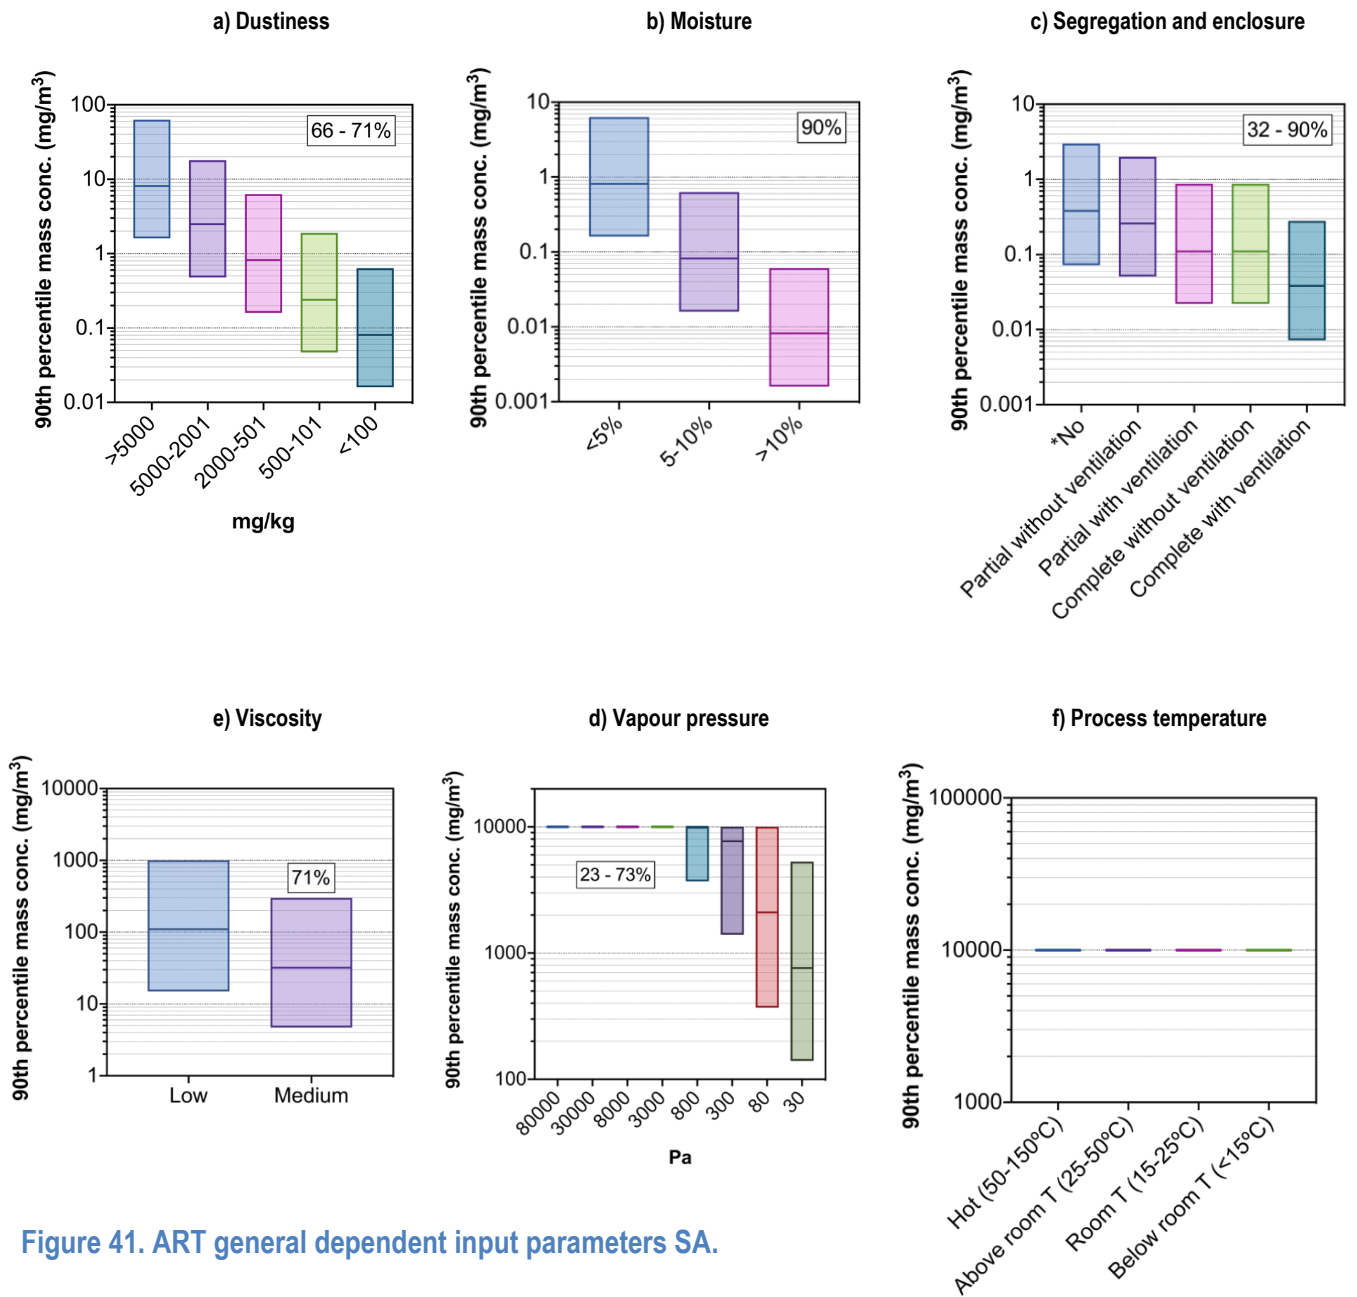 a) Dustiness
90th percentile mass conc. (mg/m³)
100
10
1
0.1
0.01
66 - 71%
>5000
5000-2001
2000-501
500-101
<100
mg/kg
b) Moisture
90th percentile mass conc. (mg/m³)
10
1
0.1
0.01
0.001
90%
<5%
5-10%
>10%
c) Segregation and enclosure
90th percentile mass conc. (mg/m³)
10
1
0.1
0.01
0.001
32 - 90%
*No
Partial without ventilation
Partial with ventilation
Complete without ventilation
Complete with ventilation
e) Viscosity
90th percentile mass conc. (mg/m³)
10000
1000
100
10
1
71%
Low
Medium
d) Vapour pressure
90th percentile mass conc. (mg/m³)
10000
1000
100
23 - 73%
80000
30000
8000
3000
800
300
80
30
Pa
f) Process temperature
90th percentile mass conc. (mg/m³)
100000
10000
1000
Hot (50-150ºC)
Above room T (25-50ºC)
Room T (15-25ºC)
Below room T (<15ºC)
Figure 41. ART general dependent input parameters SA.